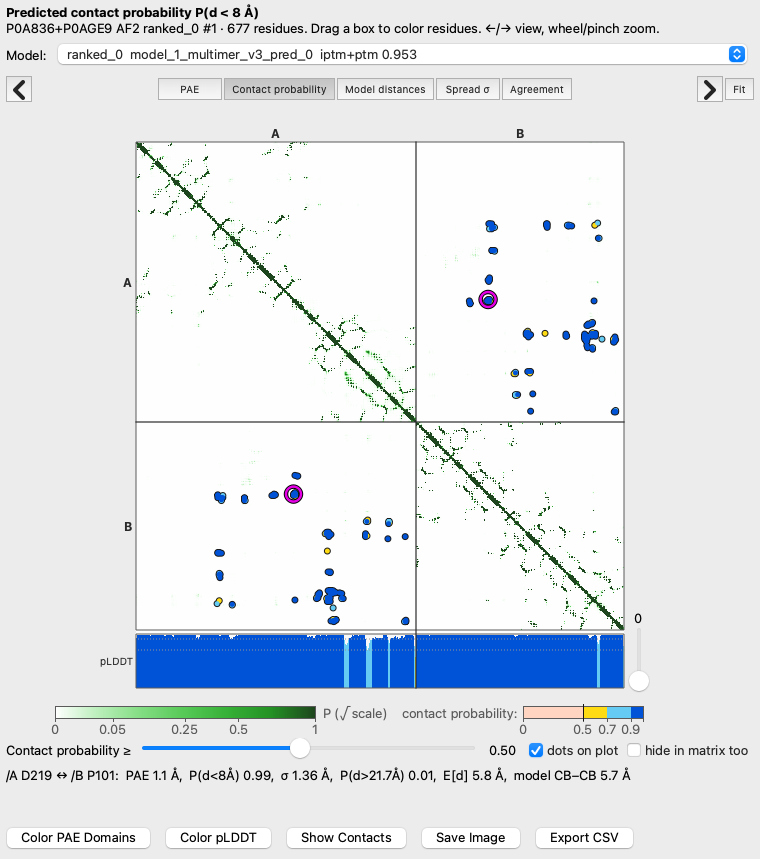 Predicted contact probability P(d < 8 Å)
P0A836+P0AGE9 AF2 ranked_0 #1 · 677 residues. Drag a box to color residues. ←/→ view, wheel/pinch zoom.
Model: ranked_0 model_1_multimer_v3_pred_0 iptm+ptm 0.953
PAE Contact probability Model distances Spread σ Agreement Fit
A B
A
B
0
pLDDT
P (√scale) contact probability:
0 0.05 0.25 0.5 1 0 0.5 0.7 0.9
Contact probability ≥ 0.50 dots on plot hide in matrix too
/A D219 ↔ /B P101: PAE 1.1 Å, P(d<8Å) 0.99, σ 1.36 Å, P(d>21.7Å) 0.01, E[d] 5.8 Å, model CB–CB 5.7 Å
Color PAE Domains Color pLDDT Show Contacts Save Image Export CSV